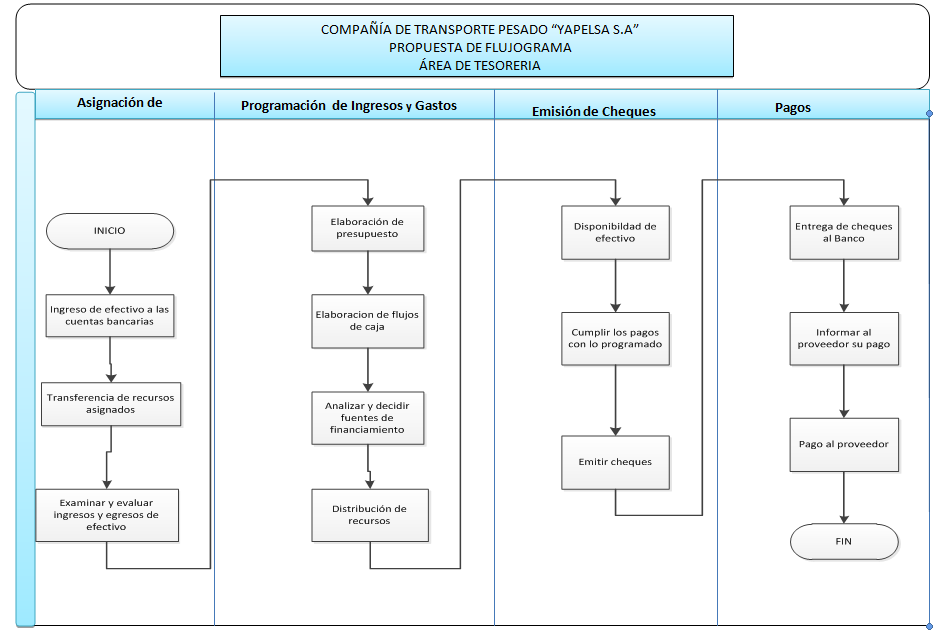 COMPAÑÍA DE TRANSPORTE PESADO “YAPELSA S.A”
PROPUESTA DE FLUJOGRAMA
ÁREA DE TESORERIA
Asignación de
Programación de Ingresos y Gastos
Emisión de Cheques
Pagos
INICIO
Ingreso de efectivo a las
cuentas bancarias
Transferencia de recursos
asignados
Examinar y evaluar
ingresos y egresos de
efectivo
Elaboración de
presupuesto
Elaboracion de flujos
de caja
Analizar y decidir
fuentes de
financiamiento
Distribución de
recursos
Disponibildad de
efectivo
Cumplir los pagos
con lo programado
Emitir cheques
Entrega de cheques
al Banco
Informar al
proveedor su pago
Pago al proveedor
FIN